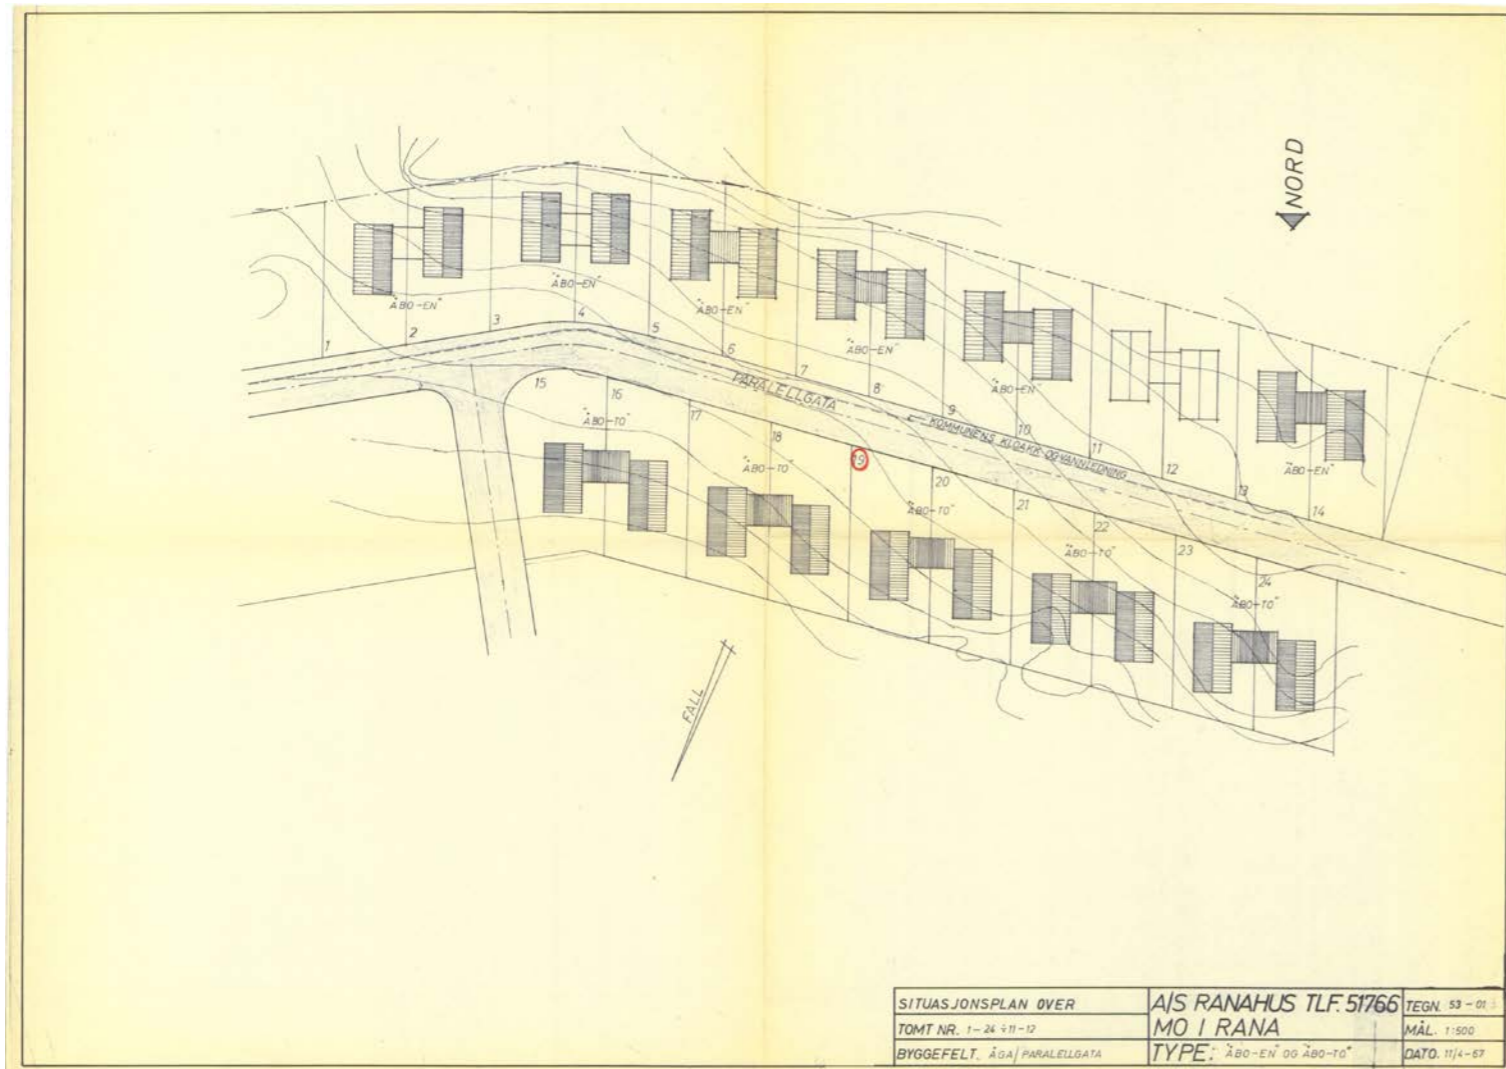 NORD
"ÅBO-EN"
"ÅBO-EN"
"ÅBO-EN"
"ÅBO-EN"
"ÅBO-EN"
"ÅBO-EN"
1
2
3
4
5
6
7
8
9
10
11
12
13
14
PARALELLGATA
KOMMUNENS KLOAKK OG VANNLEDNING
15
16
17
18
19
20
21
22
23
24
"ÅBO-TO"
"ÅBO-TO"
"ÅBO-TO"
"ÅBO-TO"
"ÅBO-TO"
FALL
SITUASJONSPLAN OVER
TOMT NR. 1-24 ÷ 11-12
BYGGEFELT. ÅGA/PARALELLGATA
A/S RANAHUS TLF. 51766
MO I RANA
TYPE: "ÅBO-EN" OG "ÅBO-TO"
TEGN. 53-01
MÅL. 1:500
DATO. 11/4-67